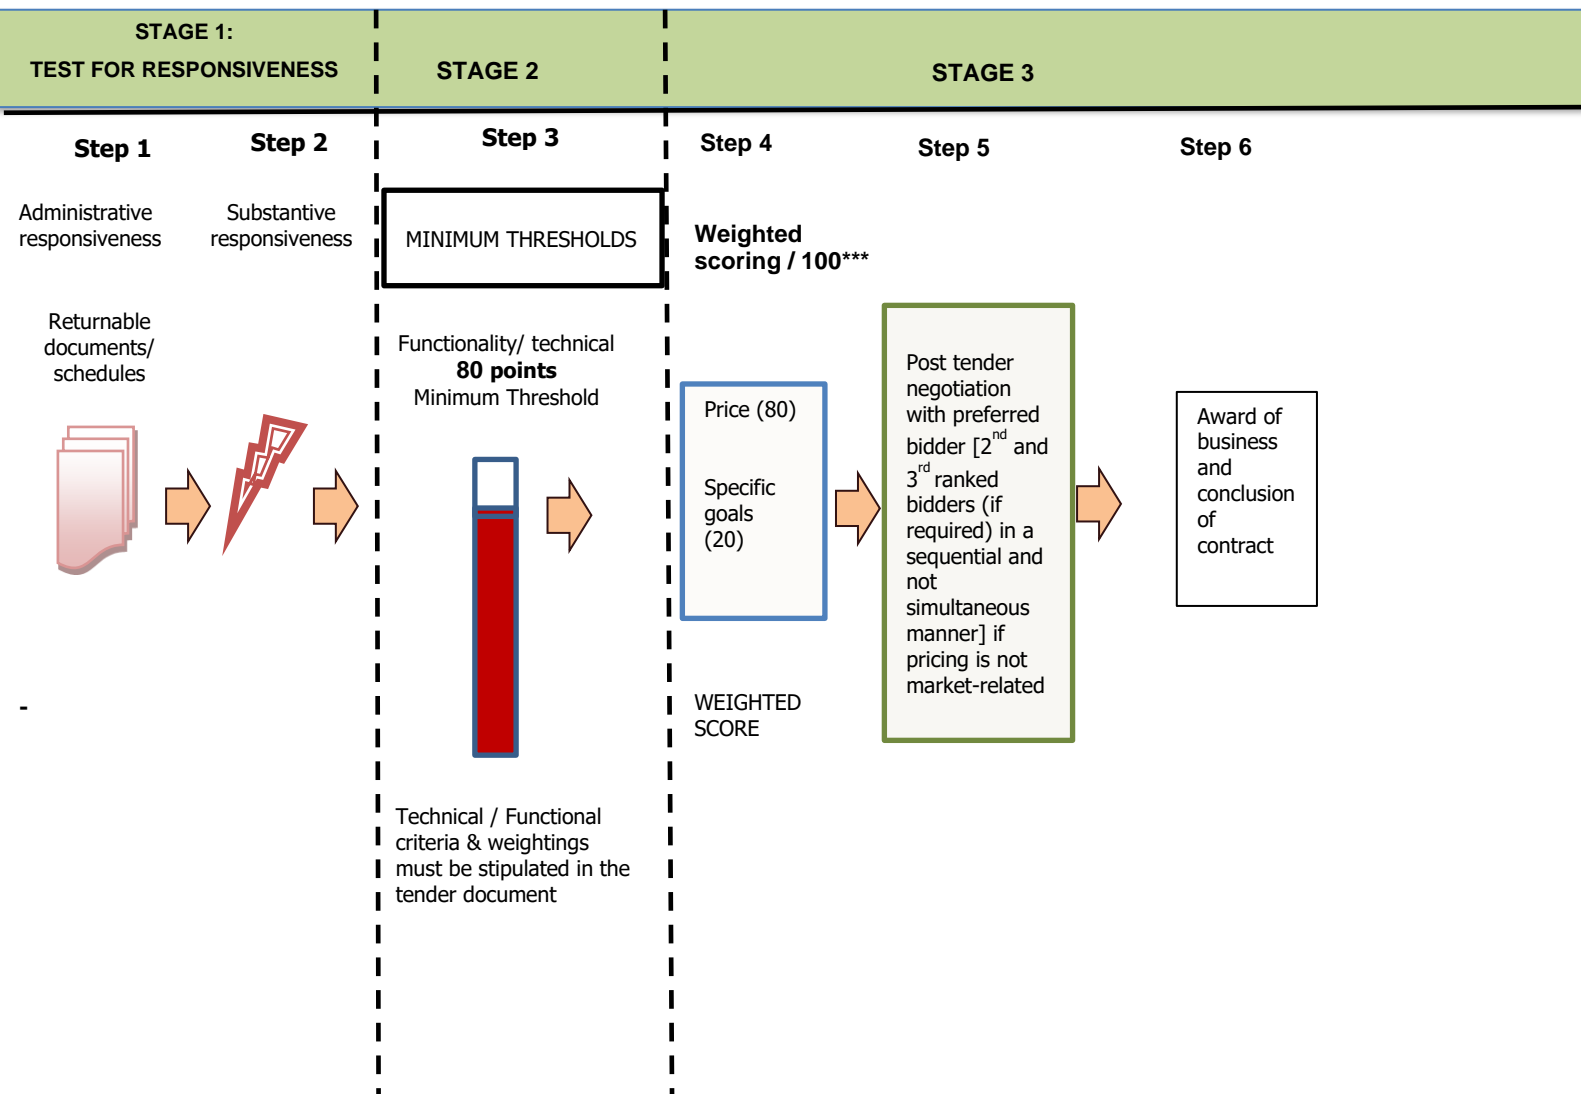 STAGE 1:
TEST FOR RESPONSIVENESS
STAGE 2
STAGE 3
Step 1
Step 2
Step 3
Step 4
Step 5
Step 6
Administrative
responsiveness
Substantive
responsiveness
MINIMUM THRESHOLDS
Weighted
scoring / 100***
Returnable
documents/
schedules
Functionality/ technical
80 points
Minimum Threshold
Price (80)
Specific
goals
(20)
Post tender
negotiation
with preferred
bidder [2nd and
3rd ranked
bidders (if
required) in a
sequential and
not
simultaneous
manner] if
pricing is not
market-related
Award of
business
and
conclusion
of
contract
-
WEIGHTED
SCORE
Technical / Functional
criteria & weightings
must be stipulated in the
tender document